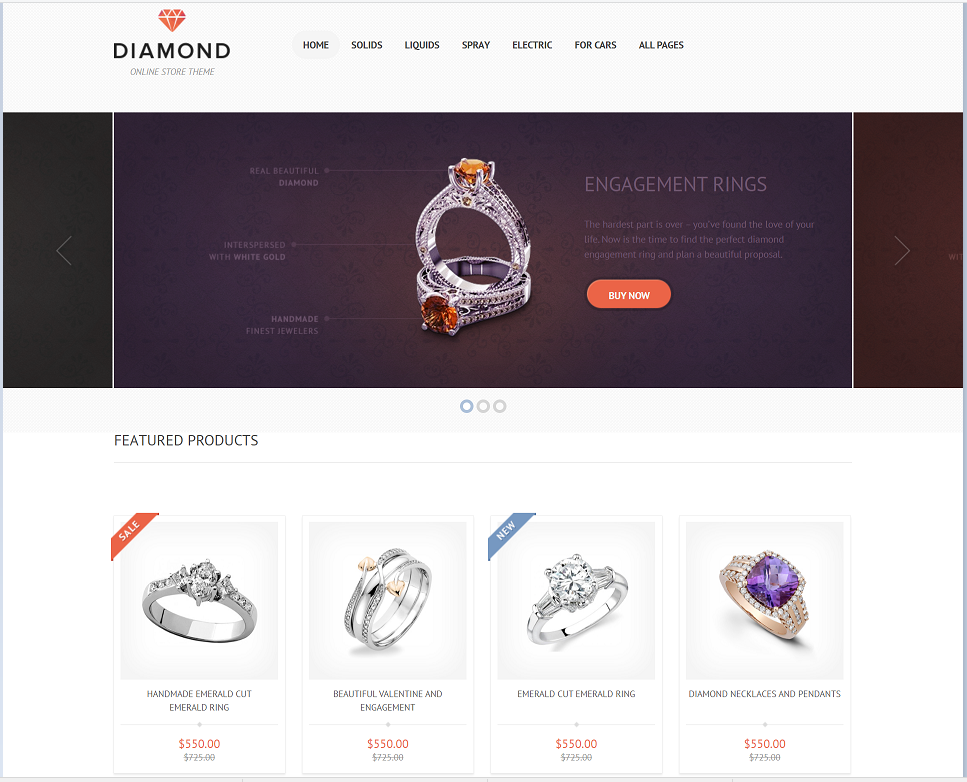 DIAMOND
ONLINE STORE THEME
HOME SOLIDS LIQUIDS SPRAY ELECTRIC FOR CARS ALL PAGES
REAL BEAUTIFUL
DIAMOND
INTERSPERSED
WITH WHITE GOLD
HANDMADE
FINEST JEWELERS
ENGAGEMENT RINGS
The hardest part is over – you've found the love of your
life. Now is the time to find the perfect diamond
engagement ring and plan a beautiful proposal.
BUY NOW
FEATURED PRODUCTS
SALE
HANDMADE EMERALD CUT
EMERALD RING
$550.00
$725.00
BEAUTIFUL VALENTINE AND
ENGAGEMENT
$550.00
$725.00
NEW
EMERALD CUT EMERALD RING
$550.00
$725.00
DIAMOND NECKLACES AND PENDANTS
$550.00
$725.00